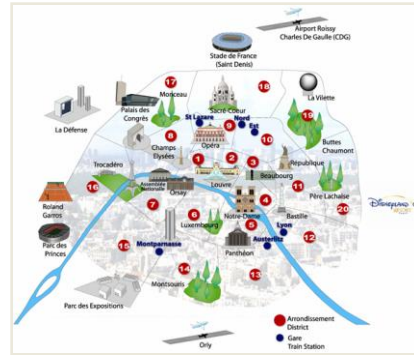 Airport Roissy
Charles De Gaulle (CDG)
Stade de France
(Saint Denis)
17
Monceau
18
La Villette
Palais des
Congrès
Sacré-Coeur
St Lazare
Nord
Est
19
La Défense
8
9
10
Opéra
Champs
Elysées
Buttes
Chaumont
1
2
3
République
Trocadéro
Beaubourg
16
Assemblée
Nationale
Orsay
Louvre
11
Père Lachaise
Roland
Garros
7
4
20
6
Notre-Dame
Bastille
Luxembourg
5
Lyon
Parc des
Princes
15
Montparnasse
Panthéon
Austerlitz
12
14
13
Montsouris
Parc des Expositions
Orly
Arrondissement
District
Gare
Train Station